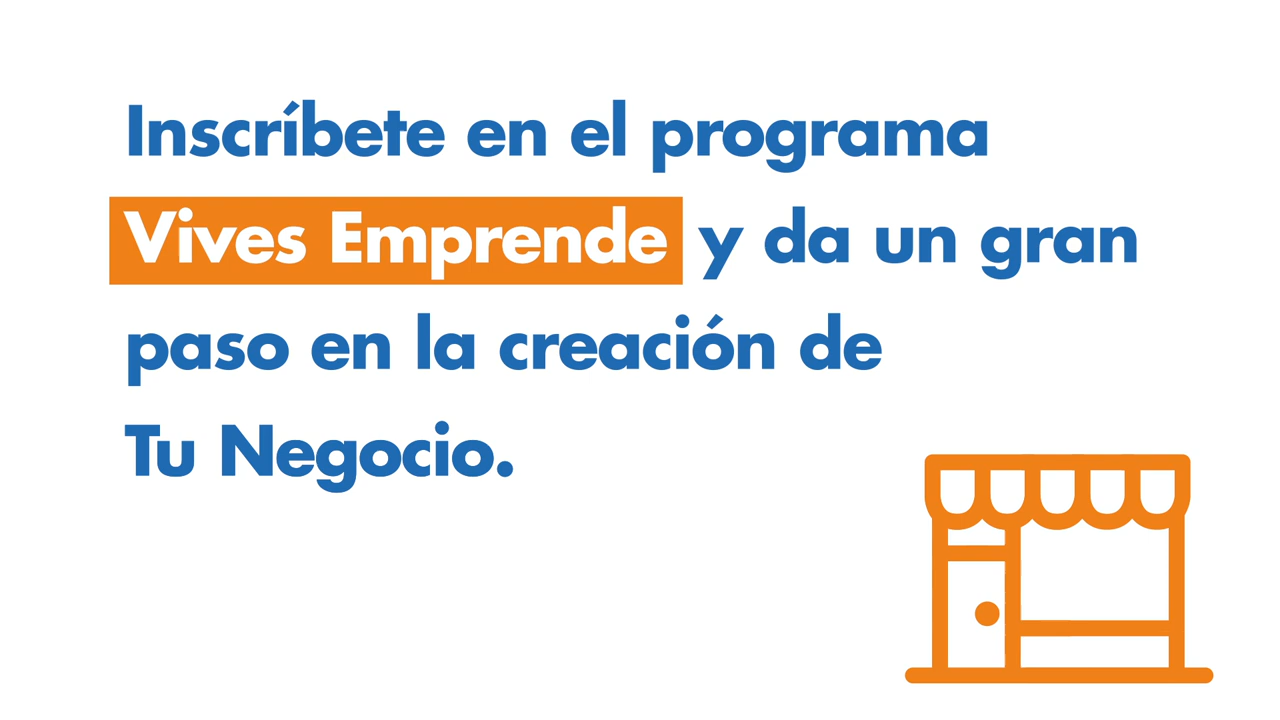 Inscríbete en el programa
Vives Emprende y da un gran
paso en la creación de
Tu Negocio.